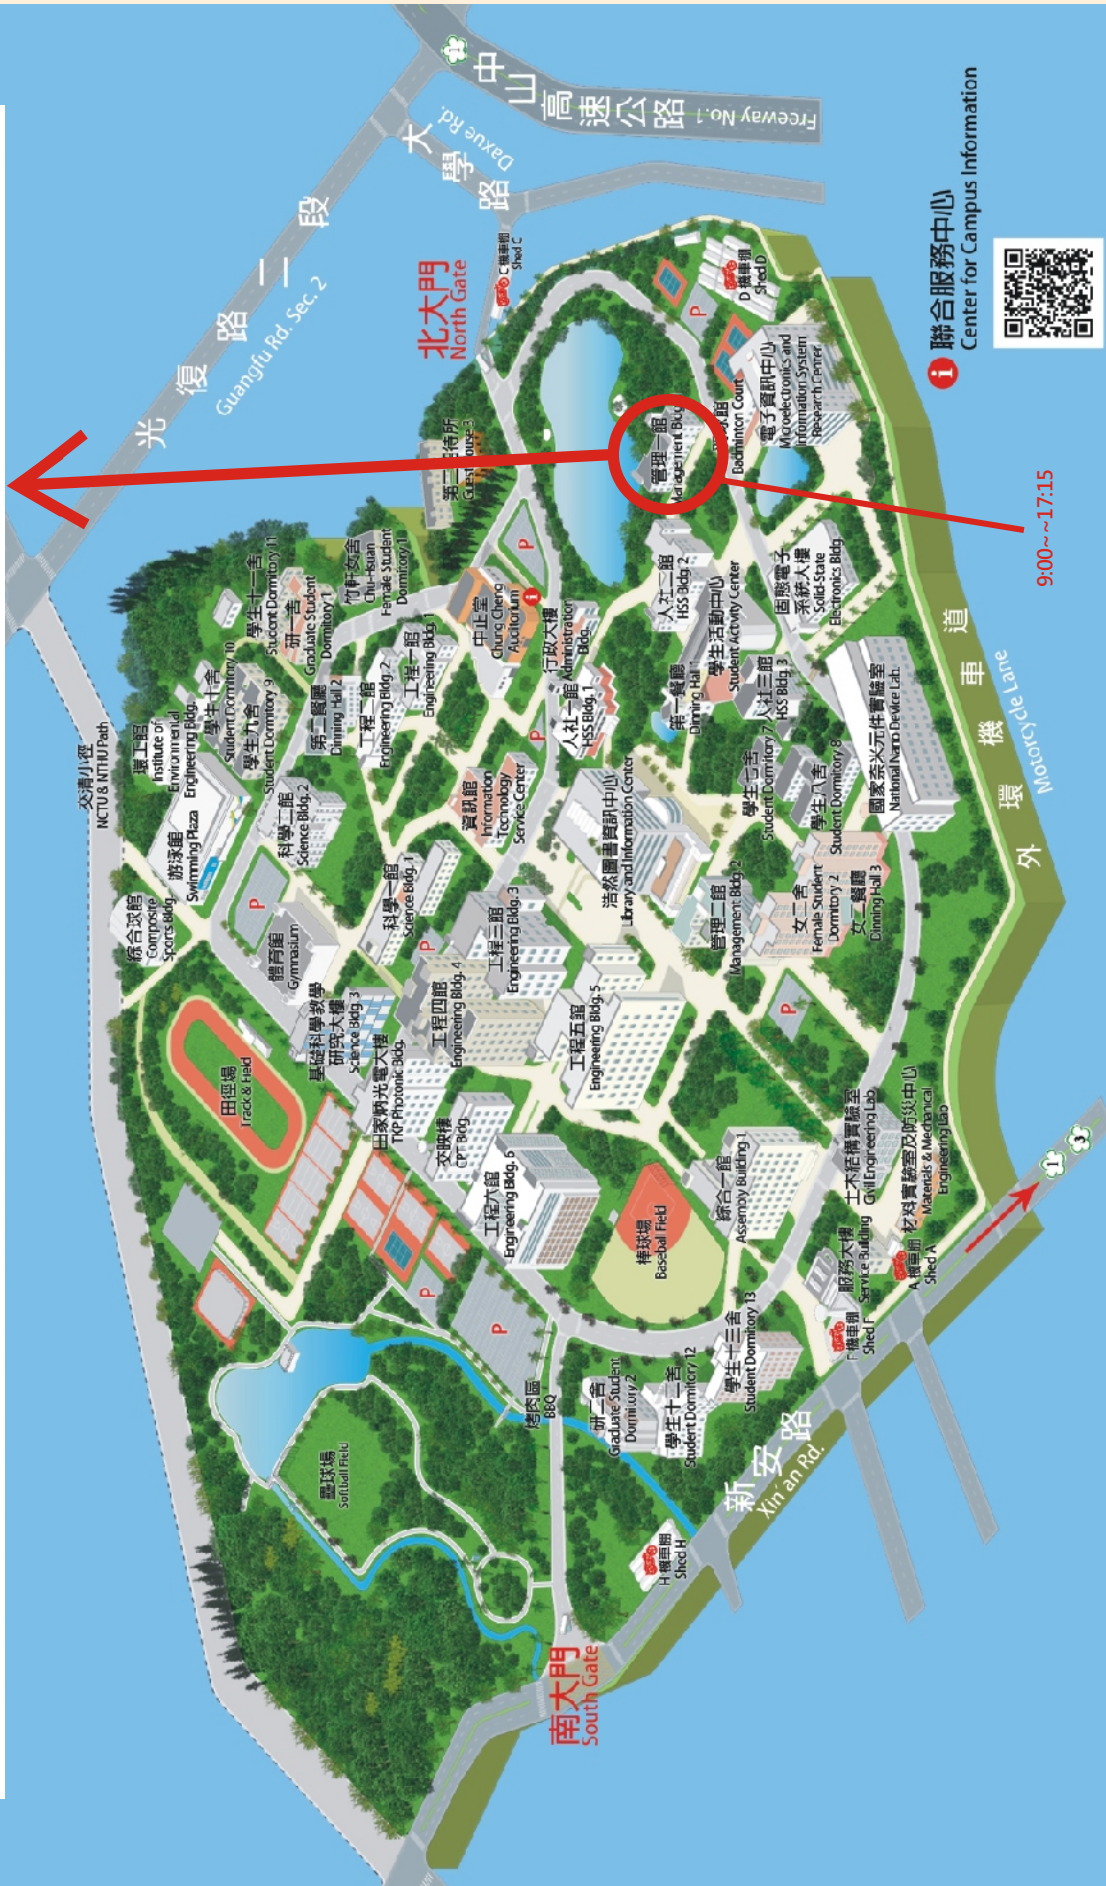 中山高速公路
Freeway No.1
大學路
Daxue Rd.
光復路二段
Guangfu Rd. Sec. 2
北大門
North Gate
C 機車棚
Shed C
聯合服務中心
Center for Campus Information
D 機車棚
Shed D
P
電子資訊中心
Microelectronics and
Information System
Research Center
球館
Badminton Court
管理一館
Management Bldg.
9:00~~17:15
第二招待所
Guest House 3
竹軒女舍
Chu-Hsuan
Female Student
Dormitory 1
學生十一舍
Student Dormitory 11
研一舍
Graduate Student
Dormitory 1
學生十舍
Student Dormitory 10
學生九舍
Student Dormitory 9
環工館
Institute of
Environmental
Engineering Bldg.
交清小徑
NCTU & NTHU Path
游泳館
Swimming Plaza
綜合球館
Composite
Sports Bldg.
第二餐廳
Dinning Hall 2
工程二館
Engineering Bldg. 2
工程一館
Engineering Bldg. 1
中正堂
Chung Cheng
Auditorium
P
行政大樓
Administration
Bldg.
人社一館
HSS Bldg. 1
P
人社二館
HSS Bldg. 2
學生活動中心
Student Activity Center
第一餐廳
Dinning Hall 1
人社三館
HSS Bldg. 3
固態電子
系統大樓
Solid-State
Electronics Bldg.
國家奈米元件實驗室
National Nano Device Lab.
外環機車道
Motorcycle Lane
科學二館
Science Bldg. 2
資訊館
Information
Technology
Service Center
科學一館
Science Bldg. 1
P
體育館
Gymnasium
P
浩然圖書資訊中心
Library and Information Center
學生七舍
Student Dormitory 7
學生八舍
Student Dormitory 8
管理二館
Management Bldg. 2
女二舍
Female Student
Dormitory 2
女二餐廳
Dinning Hall 3
工程三館
Engineering Bldg. 3
工程四館
Engineering Bldg. 4
工程五館
Engineering Bldg. 5
基礎科學教學
研究大樓
Science Bldg. 3
田家炳光電大樓
TKP Photonic Bldg.
交映樓
CPT Bldg.
工程六館
Engineering Bldg. 6
田徑場
Track & Field
P
P
P
棒球場
Baseball Field
綜合一館
Assembly Building 1
土木結構實驗室
Civil Engineering Lab.
材料實驗室及防災中心
Materials & Mechanical
Engineering Lab
服務大樓
Service Building
A 機車棚
Shed A
F 機車棚
Shed F
學生十三舍
Student Dormitory 13
學生十二舍
Student Dormitory 12
研二舍
Graduate Student
Dormitory 2
烤肉區
BBQ
壘球場
Softball Field
H 機車棚
Shed H
新安路
Xin'an Rd.
南大門
South Gate
1
3
1